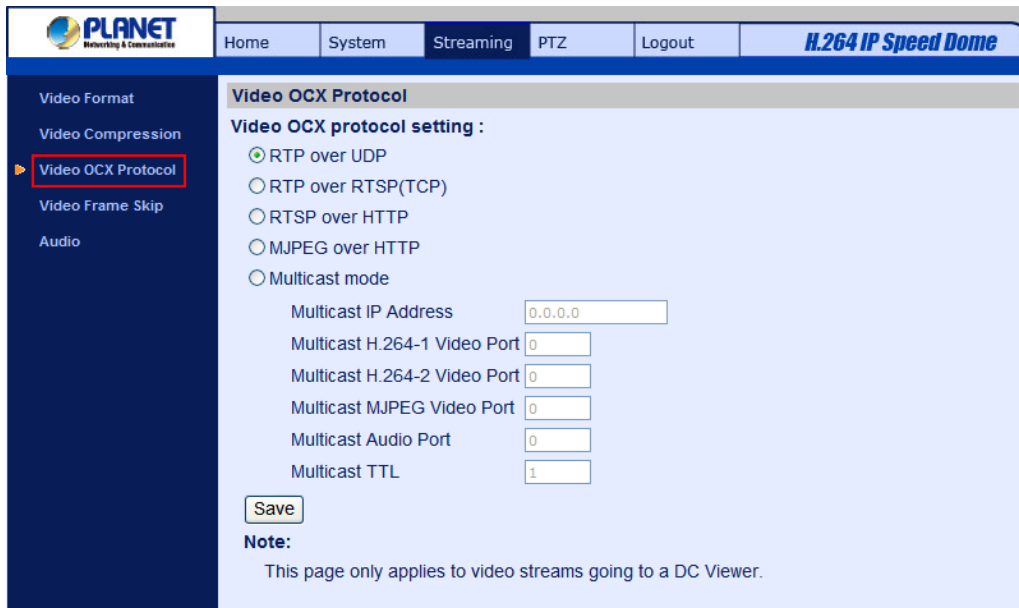 PLANET
Networking & Communication
Home System Streaming PTZ Logout H.264 IP Speed Dome
Video Format
Video Compression
Video OCX Protocol
Video Frame Skip
Audio
Video OCX Protocol
Video OCX protocol setting :
RTP over UDP
RTP over RTSP(TCP)
RTSP over HTTP
MJPEG over HTTP
Multicast mode
Multicast IP Address 0.0.0.0
Multicast H.264-1 Video Port 0
Multicast H.264-2 Video Port 0
Multicast MJPEG Video Port 0
Multicast Audio Port 0
Multicast TTL 1
Save
Note:
This page only applies to video streams going to a DC Viewer.